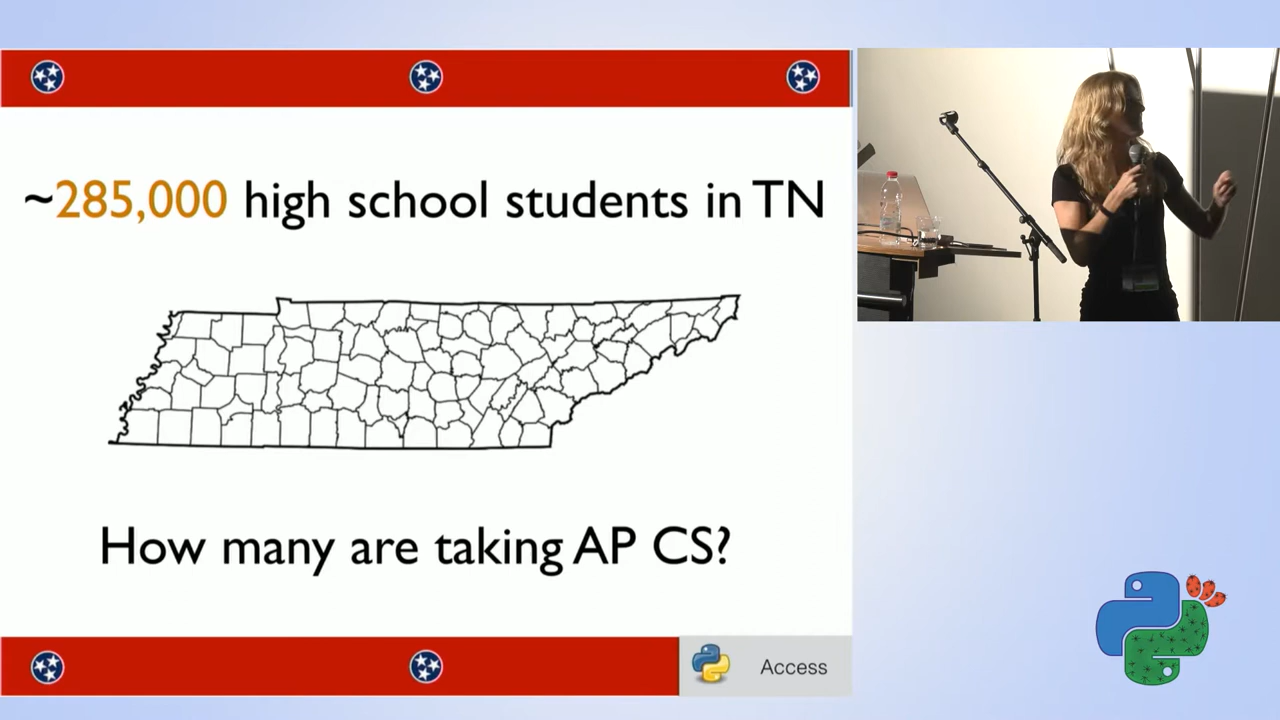 ~285,000 high school students in TN
How many are taking AP CS?
Access